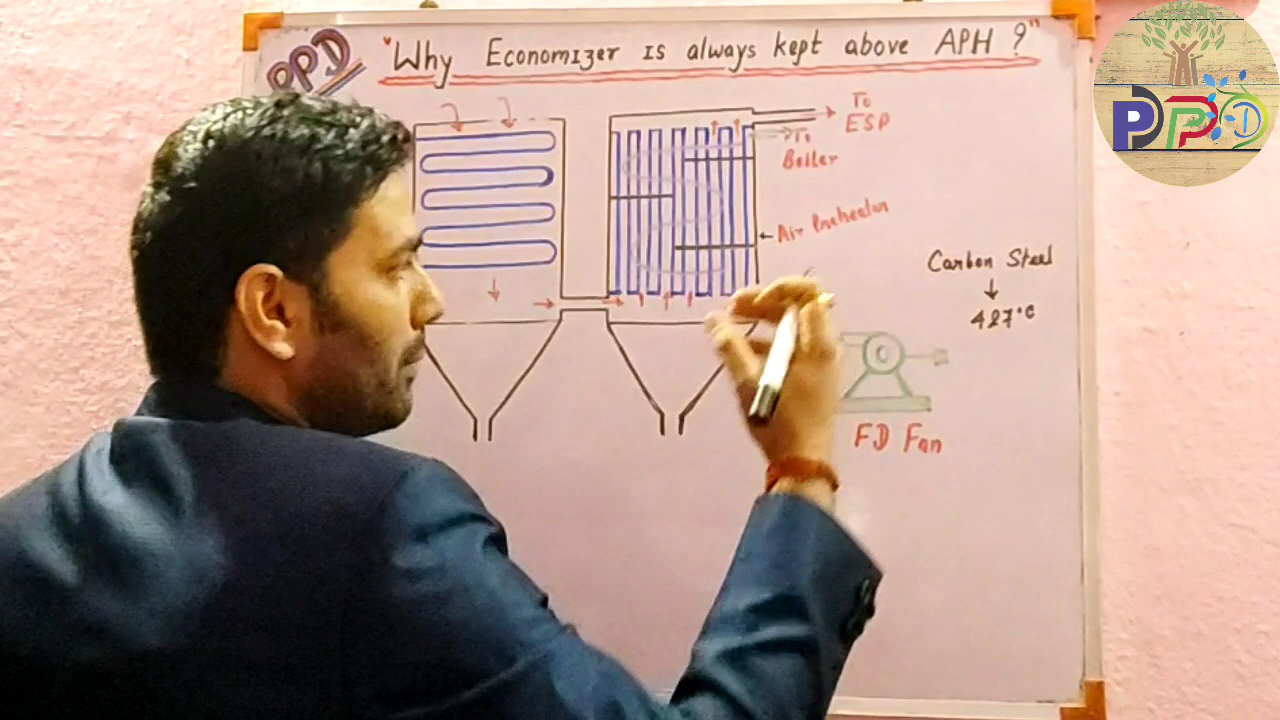 PPD
"Why Economizer is always kept above APH ?"
To
ESP
To
Boiler
Air Preheater
Carbon Steel
427°C
FD Fan
PPD